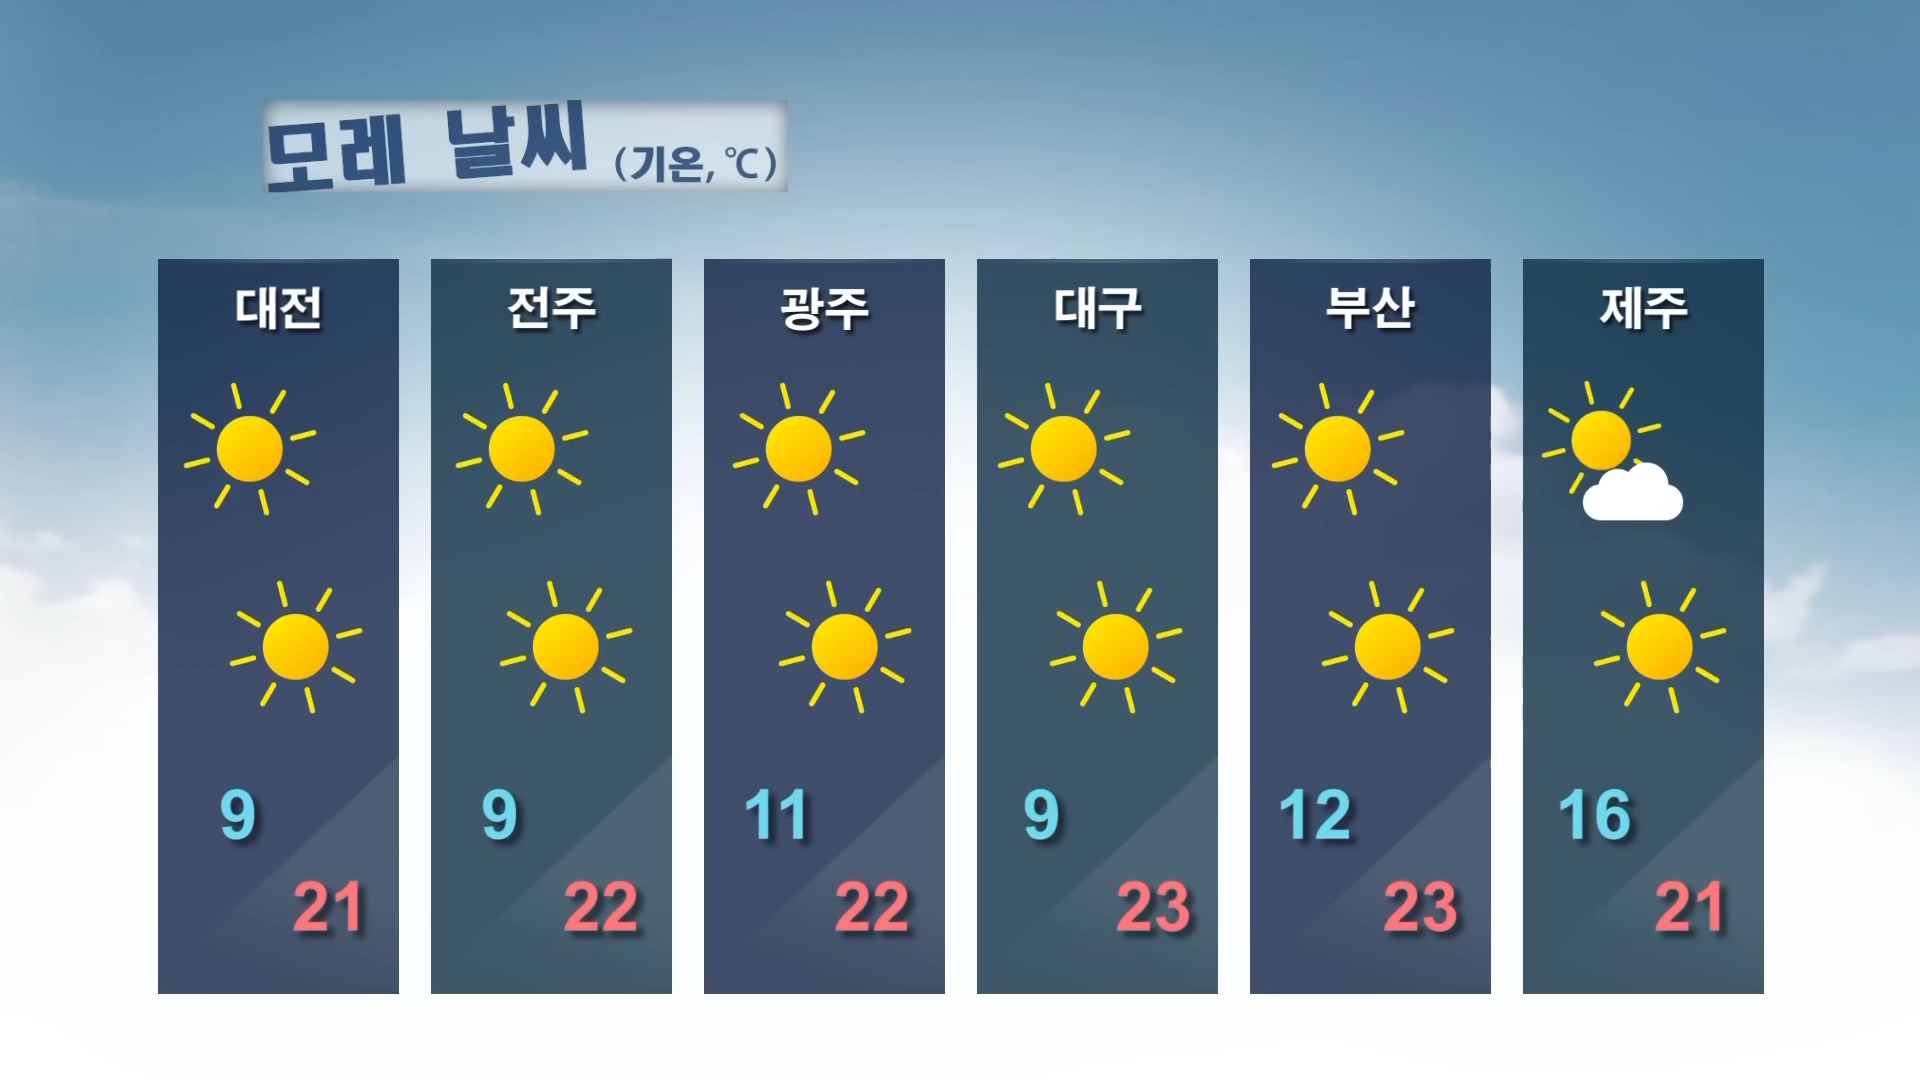 모레 날씨 (기온, ℃)
대전 전주 광주 대구 부산 제주
9 9 11 9 12 16
21 22 22 23 23 21